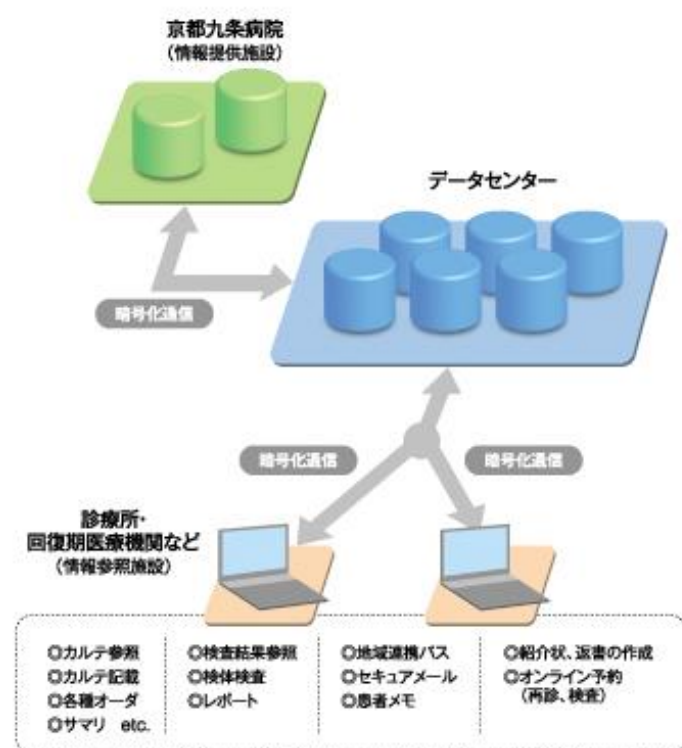 京都九条病院
（情報提供施設）
データセンター
暗号化通信
暗号化通信
暗号化通信
診療所・
回復期医療機関など
（情報参照施設）
◎カルテ参照
◎カルテ記載
◎各種オーダ
◎サマリ etc.
◎検査結果参照
◎検体検査
◎レポート
◎地域連携パス
◎セキュアメール
◎患者メモ
◎紹介状、返書の作成
◎オンライン予約
（再診、検査）